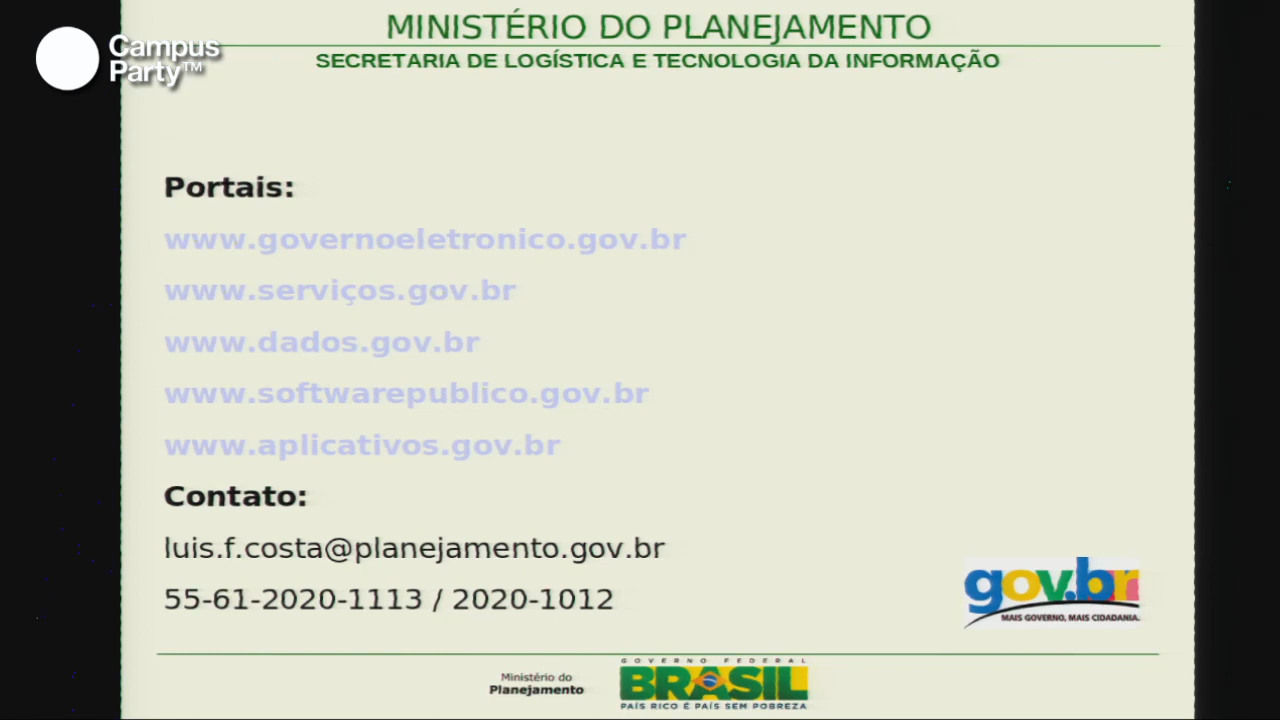 Campus
Party™
MINISTÉRIO DO PLANEJAMENTO
SECRETARIA DE LOGÍSTICA E TECNOLOGIA DA INFORMAÇÃO
Portais:
www.governoeletronico.gov.br
www.serviços.gov.br
www.dados.gov.br
www.softwarepublico.gov.br
www.aplicativos.gov.br
Contato:
luis.f.costa@planejamento.gov.br
55-61-2020-1113 / 2020-1012
gov.br
MAIS GOVERNO, MAIS CIDADANIA.
Ministério do
Planejamento
GOVERNO FEDERAL
BRASIL
PAÍS RICO É PAÍS SEM POBREZA